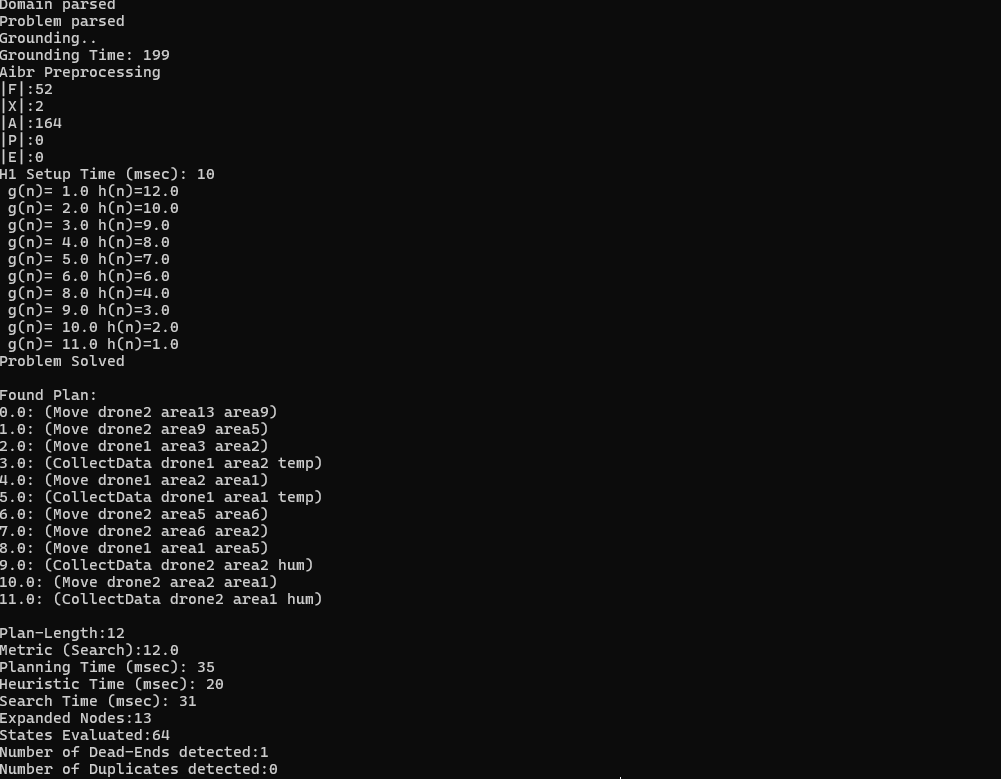 Domain parsed
Problem parsed
Grounding..
Grounding Time: 199
Aibr Preprocessing
|F|:52
|X|:2
|A|:164
|P|:0
|E|:0
H1 Setup Time (msec): 10
g(n)= 1.0 h(n)=12.0
g(n)= 2.0 h(n)=10.0
g(n)= 3.0 h(n)=9.0
g(n)= 4.0 h(n)=8.0
g(n)= 5.0 h(n)=7.0
g(n)= 6.0 h(n)=6.0
g(n)= 8.0 h(n)=4.0
g(n)= 9.0 h(n)=3.0
g(n)= 10.0 h(n)=2.0
g(n)= 11.0 h(n)=1.0
Problem Solved
Found Plan:
0.0: (Move drone2 area13 area9)
1.0: (Move drone2 area9 area5)
2.0: (Move drone1 area3 area2)
3.0: (CollectData drone1 area2 temp)
4.0: (Move drone1 area2 area1)
5.0: (CollectData drone1 area1 temp)
6.0: (Move drone2 area5 area6)
7.0: (Move drone2 area6 area2)
8.0: (Move drone1 area1 area5)
9.0: (CollectData drone2 area2 hum)
10.0: (Move drone2 area2 area1)
11.0: (CollectData drone2 area1 hum)
Plan-Length:12
Metric (Search):12.0
Planning Time (msec): 35
Heuristic Time (msec): 20
Search Time (msec): 31
Expanded Nodes:13
States Evaluated:64
Number of Dead-Ends detected:1
Number of Duplicates detected:0